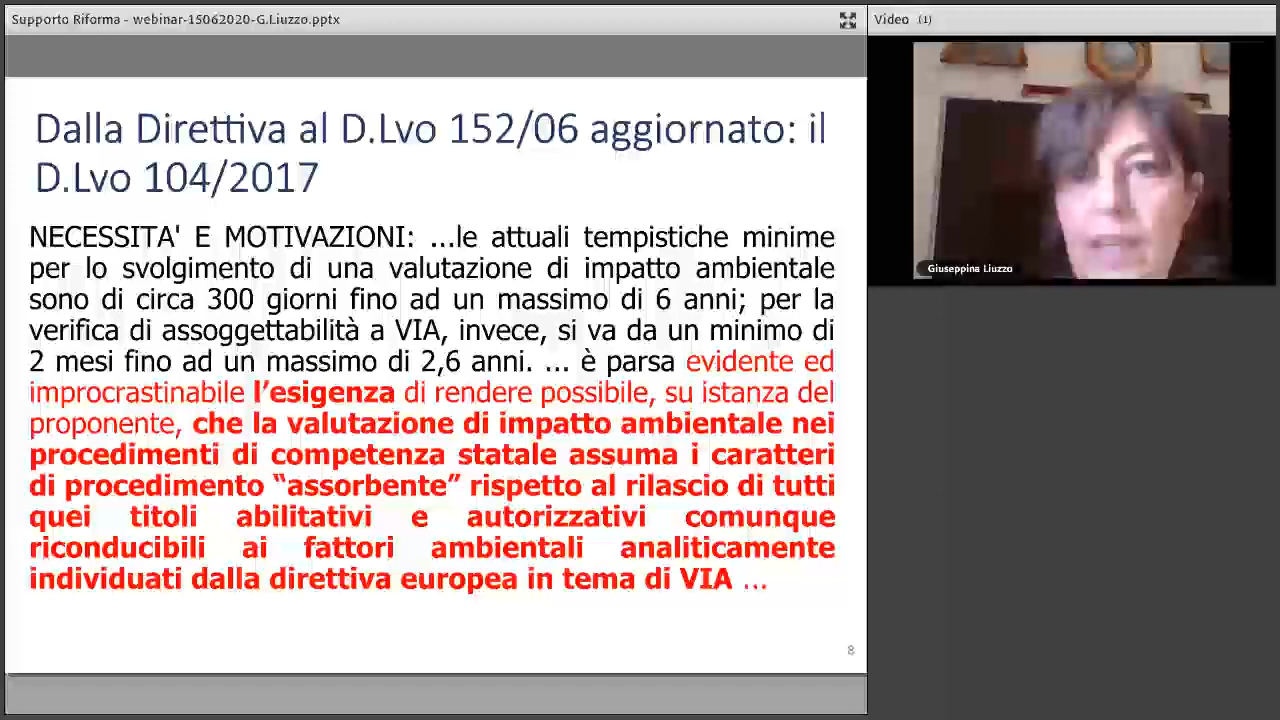 Supporto Riforma - webinar-15062020-G.Liuzzo.pptx
Video (1)
Dalla Direttiva al D.Lvo 152/06 aggiornato: il
D.Lvo 104/2017
NECESSITA' E MOTIVAZIONI: ...le attuali tempistiche minime
per lo svolgimento di una valutazione di impatto ambientale
sono di circa 300 giorni fino ad un massimo di 6 anni; per la
verifica di assoggettabilità a VIA, invece, si va da un minimo di
2 mesi fino ad un massimo di 2,6 anni. ... è parsa evidente ed
improcrastinabile l’esigenza di rendere possibile, su istanza del
proponente, che la valutazione di impatto ambientale nei
procedimenti di competenza statale assuma i caratteri
di procedimento “assorbente” rispetto al rilascio di tutti
quei titoli abilitativi e autorizzativi comunque
riconducibili ai fattori ambientali analiticamente
individuati dalla direttiva europea in tema di VIA ...
8
Giuseppina Liuzzo